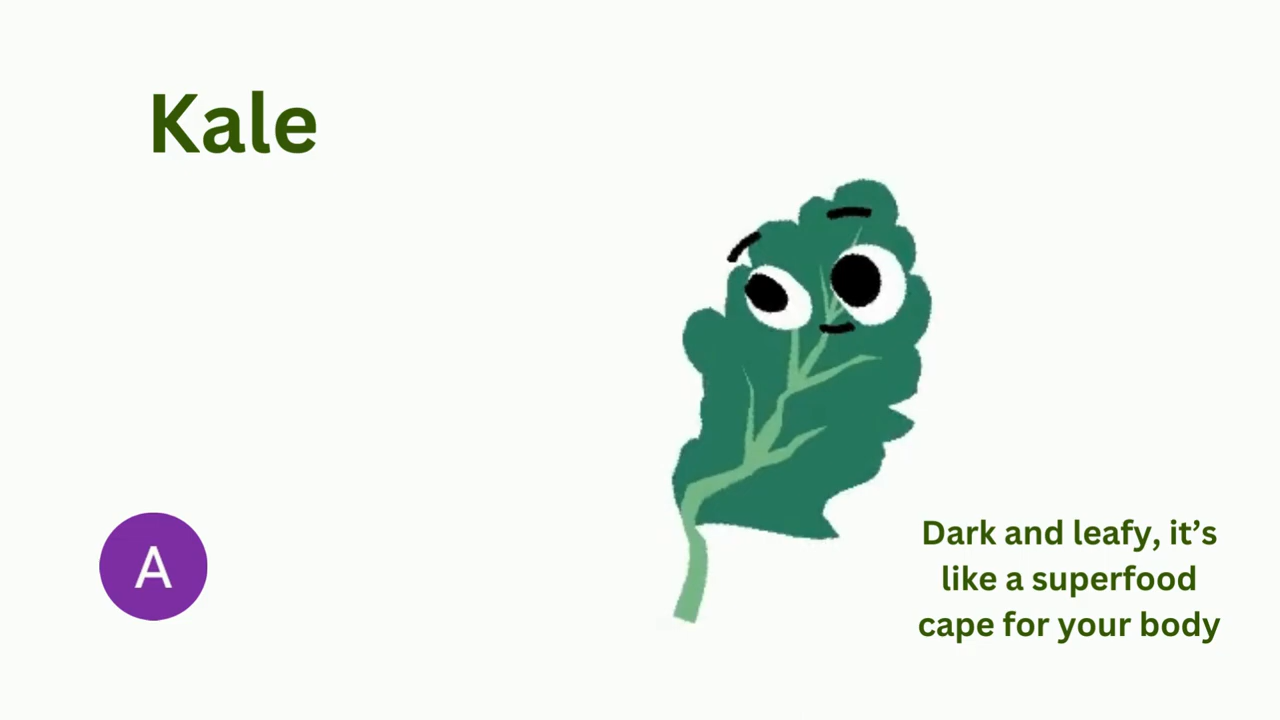 Kale
A
Dark and leafy, it’s
like a superfood
cape for your body